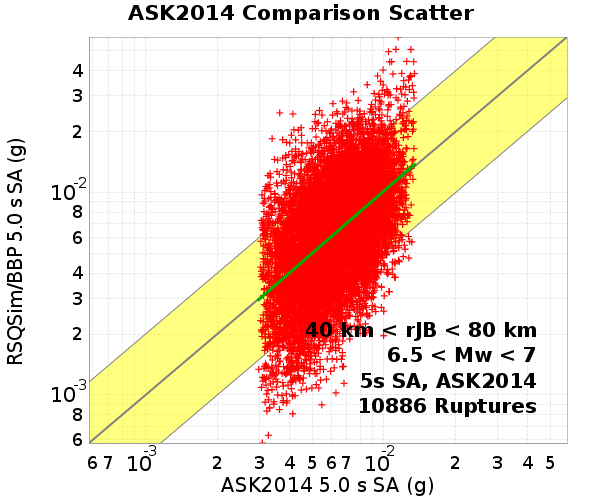 ASK2014 Comparison Scatter
RSQSim/BBP 5.0 s SA (g)
4
3
2
10-2
8
6
4
3
2
10-3
8
6
40 km < rJB < 80 km
6.5 < Mw < 7
5s SA, ASK2014
10886 Ruptures
6 7 10-3 2 3 4 5 6 7 10-2 2 3 4 5
ASK2014 5.0 s SA (g)